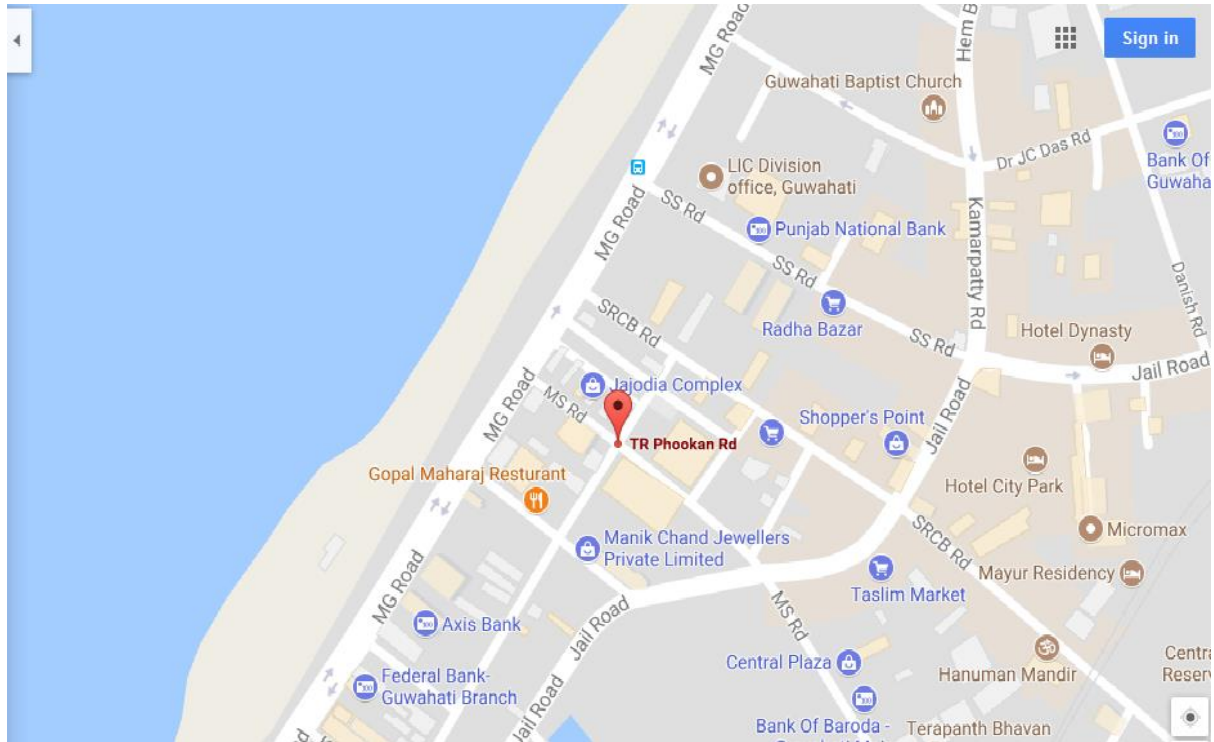 MG Road
Hem B
Sign in
Guwahati Baptist Church
Dr JC Das Rd
Bank Of
Guwaha
LIC Division
office, Guwahati
SS Rd
MG Road
Punjab National Bank
Kamarpatty Rd
SS Rd
Danish Rd
SRCB Rd
Radha Bazar
SS Rd
Hotel Dynasty
Jail Road
MG Road
Jajodia Complex
MS Rd
Shopper's Point
Jail Road
TR Phookan Rd
Gopal Maharaj Resturant
Hotel City Park
Manik Chand Jewellers
Private Limited
SRCB Rd
Micromax
MG Road
Mayur Residency
Taslim Market
Axis Bank
Jail Road
MS Rd
Central Plaza
Hanuman Mandir
Centra
Reserv
Federal Bank-
Guwahati Branch
Jail Road
Bank Of Baroda -
Terapanth Bhavan